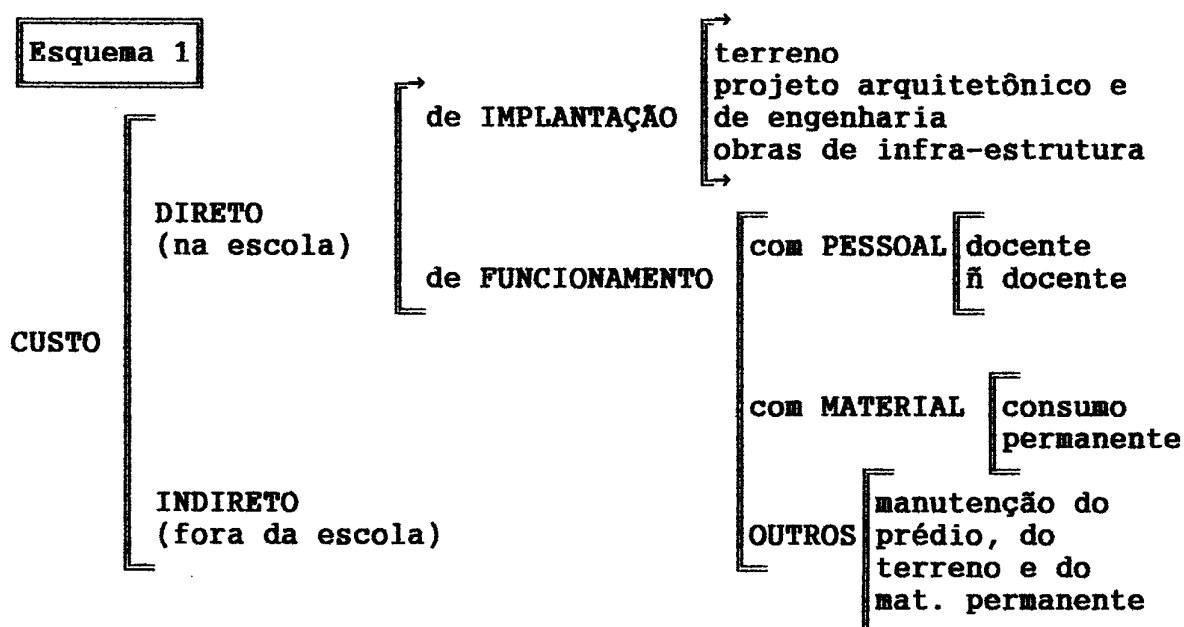 Esquema 1
CUSTO
DIRETO
(na escola)
de IMPLANTAÇÃO
terreno
projeto arquitetônico e
de engenharia
obras de infra-estrutura
de FUNCIONAMENTO
com PESSOAL
docente
ñ docente
com MATERIAL
consumo
permanente
OUTROS
manutenção do
prédio, do
terreno e do
mat. permanente
INDIRETO
(fora da escola)